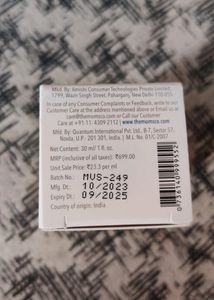 Mkd. By: Amishi Consumer Technologies Private Limited,
1799, Wazir Singh Street, Paharganj, New Delhi 110 055
In case of any Consumer Complaints or Feedback, write to our
Customer Care at the address mentioned above or Email us at
care@themomsco.com | www.themomsco.com
Customer Care at +91-11- 4309 2112
Mfd. By: Quantum International Pvt. Ltd., B-7, Sector 57,
Noida, U.P. 201 301, India | M.L No. 01/C/2007
Net Content: 30 ml/ 1 fl. oz.
MRP (inclusive of all taxes): ₹699.00
Unit Sale Price: ₹23.3 per ml
Batch No.: MVS-249
Mfg. Dt.: 10/2023
Expiry Dt: 09/2025
Country of origin: India